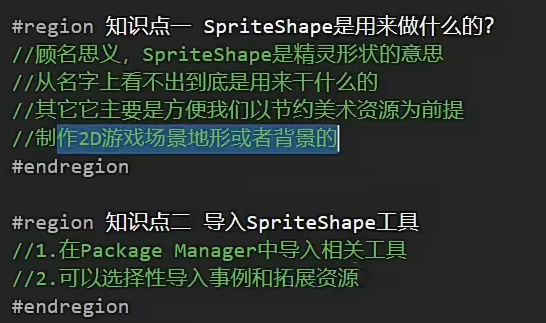 #region 知识点一 SpriteShape是用来做什么的?
//顾名思义，SpriteShape是精灵形状的意思
//从名字上看不出到底是用来干什么的
//其它它主要是方便我们以节约美术资源为前提
//制作2D游戏场景地形或者背景的
#endregion
#region 知识点二 导入SpriteShape工具
//1.在Package Manager中导入相关工具
//2.可以选择性导入事例和拓展资源
#endregion